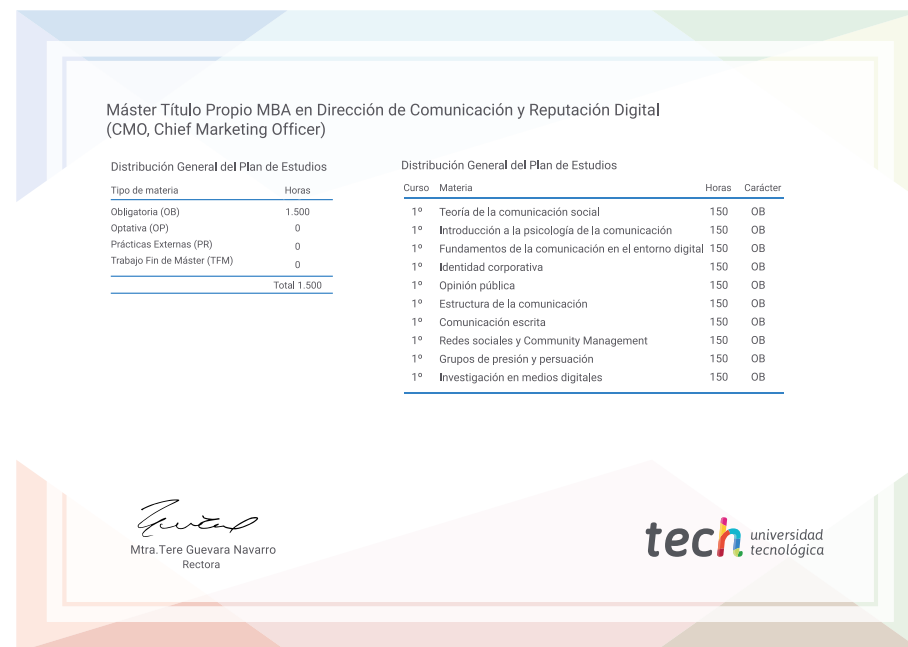 Máster Título Propio MBA en Dirección de Comunicación y Reputación Digital
(CMO, Chief Marketing Officer)
Distribución General del Plan de Estudios
Tipo de materia Horas
Obligatoria (OB) 1.500
Optativa (OP) 0
Prácticas Externas (PR) 0
Trabajo Fin de Máster (TFM) 0
Total 1.500
Distribución General del Plan de Estudios
Curso Materia Horas Carácter
1º Teoría de la comunicación social 150 OB
1º Introducción a la psicología de la comunicación 150 OB
1º Fundamentos de la comunicación en el entorno digital 150 OB
1º Identidad corporativa 150 OB
1º Opinión pública 150 OB
1º Estructura de la comunicación 150 OB
1º Comunicación escrita 150 OB
1º Redes sociales y Community Management 150 OB
1º Grupos de presión y persuación 150 OB
1º Investigación en medios digitales 150 OB
Mtra.Tere Guevara Navarro
Rectora
tech universidad
tecnológica